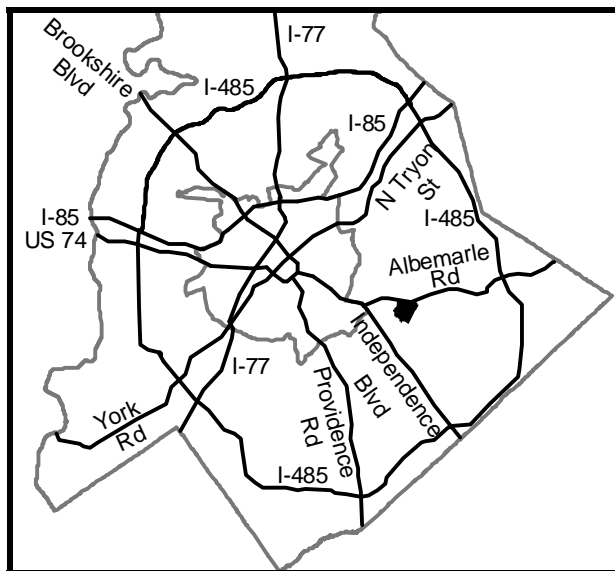 I-77
Brookshire
Blvd
I-485
I-85
N Tryon
St
I-85
I-485
US 74
Albemarle
Rd
Independence
Blvd
I-77
Providence
Rd
York
Rd
I-485